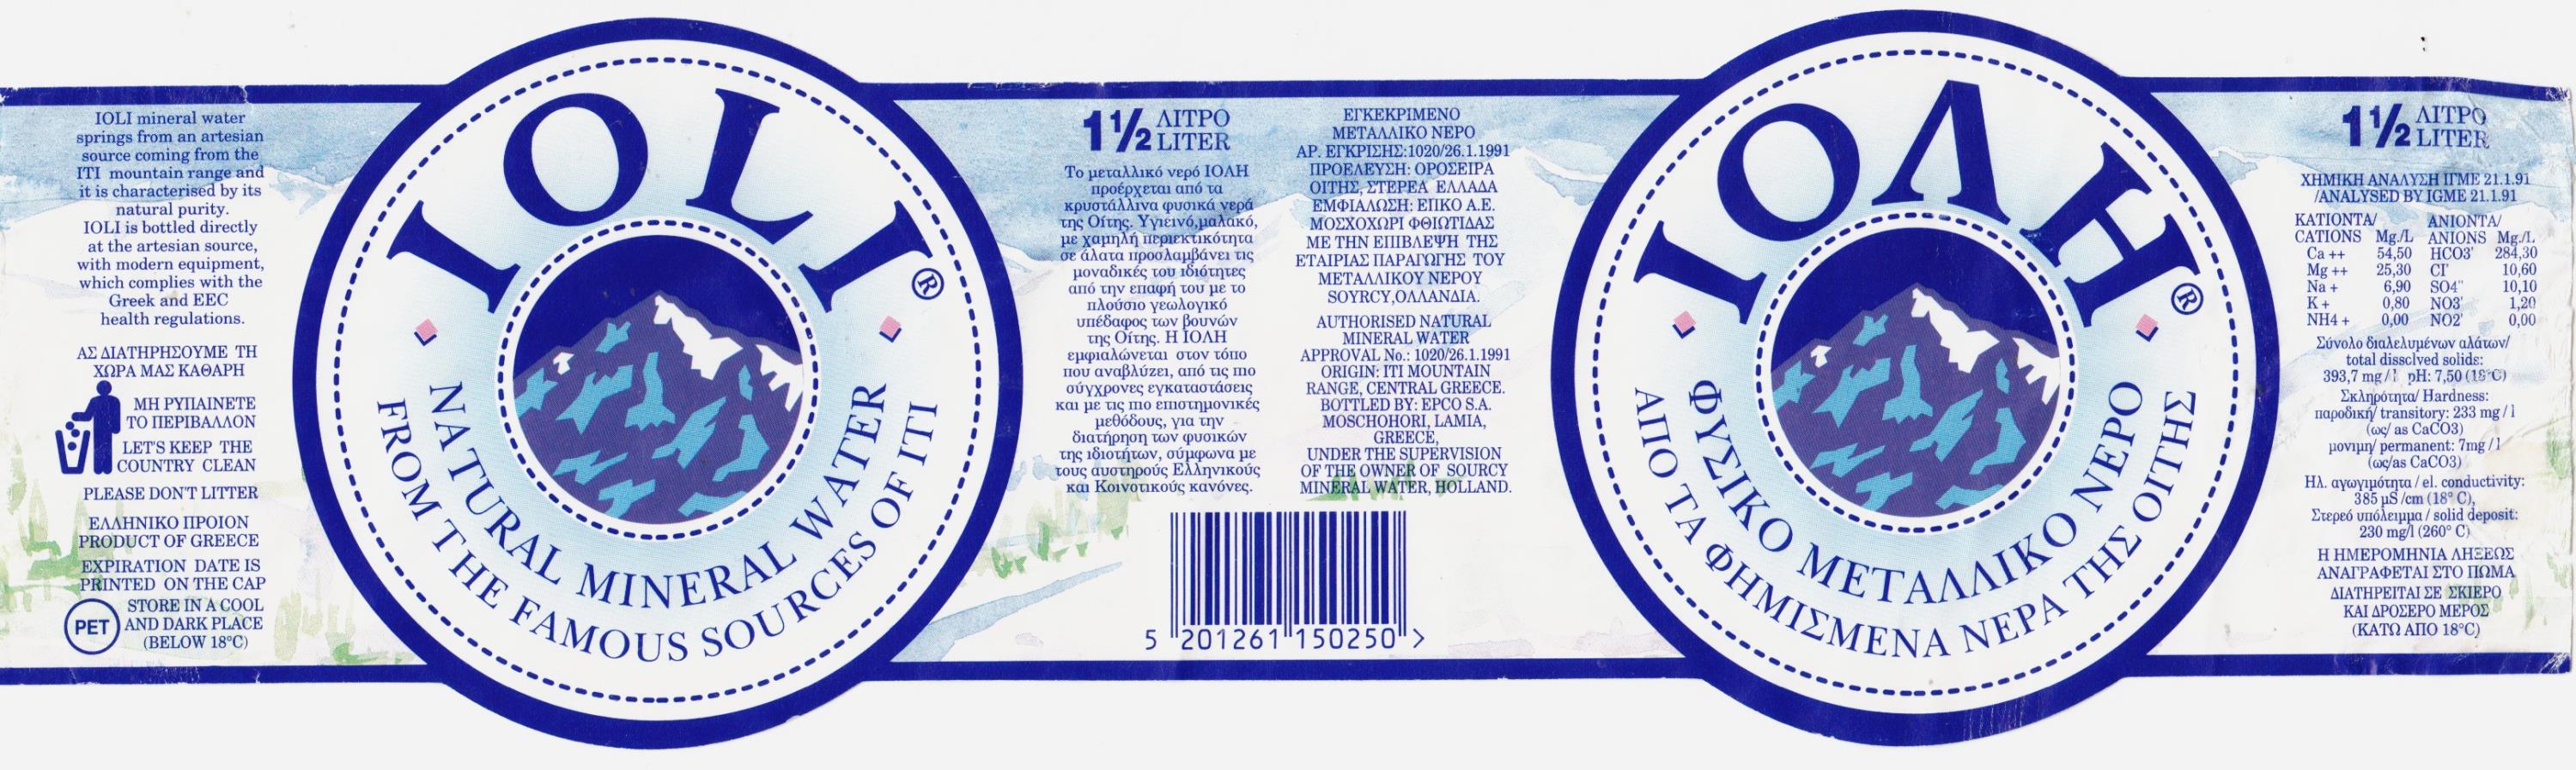 IOLI mineral water
springs from an artesian
source coming from the
ITI mountain range and
it is characterised by its
natural purity.
IOLI is bottled directly
at the artesian source,
with modern equipment,
which complies with the
Greek and EEC
health regulations.
ΑΣ ΔΙΑΤΗΡΗΣΟΥΜΕ ΤΗ
ΧΩΡΑ ΜΑΣ ΚΑΘΑΡΗ
ΜΗ ΡΥΠΑΙΝΕΤΕ
ΤΟ ΠΕΡΙΒΑΛΛΟΝ
LET'S KEEP THE
COUNTRY CLEAN
PLEASE DON'T LITTER
ΕΛΛΗΝΙΚΟ ΠΡΟΙΟΝ
PRODUCT OF GREECE
EXPIRATION DATE IS
PRINTED ON THE CAP
PET
STORE IN A COOL
AND DARK PLACE
(BELOW 18°C)
IOLI ®
NATURAL MINERAL WATER
FROM THE FAMOUS SOURCES OF ITI
1½ ΛΙΤΡΟ
LITER
Το μεταλλικό νερό ΙΟΛΗ
προέρχεται από τα
κρυστάλλινα φυσικά νερά
της Οίτης. Υγιεινό,μαλακό,
με χαμηλή περιεκτικότητα
σε άλατα προσλαμβάνει τις
μοναδικές του ιδιότητες
από την επαφή του με το
πλούσιο γεωλογικό
υπέδαφος των βουνών
της Οίτης. Η ΙΟΛΗ
εμφιαλώνεται στον τόπο
που αναβλύζει, από τις πιο
σύγχρονες εγκαταστάσεις
και με τις πιο επιστημονικές
μεθόδους, για την
διατήρηση των φυσικών
της ιδιοτήτων, σύμφωνα με
τους αυστηρούς Ελληνικούς
και Κοινοτικούς κανόνες.
ΕΓΚΕΚΡΙΜΕΝΟ
ΜΕΤΑΛΛΙΚΟ ΝΕΡΟ
ΑΡ. ΕΓΚΡΙΣΗΣ:1020/26.1.1991
ΠΡΟΕΛΕΥΣΗ: ΟΡΟΣΕΙΡΑ
ΟΙΤΗΣ, ΣΤΕΡΕΑ ΕΛΛΑΔΑ
ΕΜΦΙΑΛΩΣΗ: ΕΠΚΟ Α.Ε.
ΜΟΣΧΟΧΩΡΙ ΦΘΙΩΤΙΔΑΣ
ΜΕ ΤΗΝ ΕΠΙΒΛΕΨΗ ΤΗΣ
ΕΤΑΙΡΙΑΣ ΠΑΡΑΓΩΓΗΣ ΤΟΥ
ΜΕΤΑΛΛΙΚΟΥ ΝΕΡΟΥ
SOYRCY,ΟΛΛΑΝΔΙΑ.
AUTHORISED NATURAL
MINERAL WATER
APPROVAL No.: 1020/26.1.1991
ORIGIN: ITI MOUNTAIN
RANGE, CENTRAL GREECE.
BOTTLED BY: EPCO S.A.
MOSCHOHORI, LAMIA,
GREECE,
UNDER THE SUPERVISION
OF THE OWNER OF SOURCY
MINERAL WATER, HOLLAND.
5 201261 150250 >
ΙΟΛΗ ®
ΦΥΣΙΚΟ ΜΕΤΑΛΛΙΚΟ ΝΕΡΟ
ΑΠΟ ΤΑ ΦΗΜΙΣΜΕΝΑ ΝΕΡΑ ΤΗΣ ΟΙΤΗΣ
1½ ΛΙΤΡΟ
LITER
ΧΗΜΙΚΗ ΑΝΑΛΥΣΗ ΙΓΜΕ 21.1.91
/ANALYSED BY IGME 21.1.91
ΚΑΤΙΟΝΤΑ/ ΑΝΙΟΝΤΑ/
CATIONS Mg./L ANIONS Mg./L
Ca ++ 54,50 HCO3' 284,30
Mg ++ 25,30 Cl' 10,60
Na + 6,90 SO4'' 10,10
K + 0,80 NO3' 1,20
NH4 + 0,00 NO2' 0,00
Σύνολο διαλελυμένων αλάτων/
total dissolved solids:
393,7 mg / l pH: 7,50 (18°C)
Σκληρότητα/ Hardness:
παροδική/ transitory: 233 mg / l
(ως/ as CaCO3)
μονιμη/ permanent: 7mg / l
(ως/as CaCO3)
Ηλ. αγωγιμότητα / el. conductivity:
385 μS /cm (18° C),
Στερεό υπόλειμμα / solid deposit:
230 mg/l (260° C)
Η ΗΜΕΡΟΜΗΝΙΑ ΛΗΞΕΩΣ
ΑΝΑΓΡΑΦΕΤΑΙ ΣΤΟ ΠΩΜΑ
ΔΙΑΤΗΡΕΙΤΑΙ ΣΕ ΣΚΙΕΡΟ
ΚΑΙ ΔΡΟΣΕΡΟ ΜΕΡΟΣ
(ΚΑΤΩ ΑΠΟ 18°C)